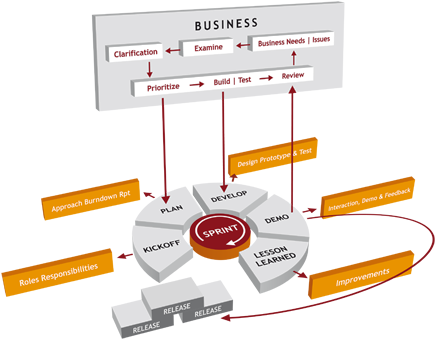 BUSINESS
Clarification
Examine
Business Needs | Issues
Prioritize
Build | Test
Review
Design Prototype & Test
Approach Burndown Rpt
Interaction, Demo & Feedback
Roles Responsibilities
Improvements
PLAN
DEVELOP
DEMO
KICKOFF
SPRINT
LESSON
LEARNED
RELEASE
RELEASE
RELEASE